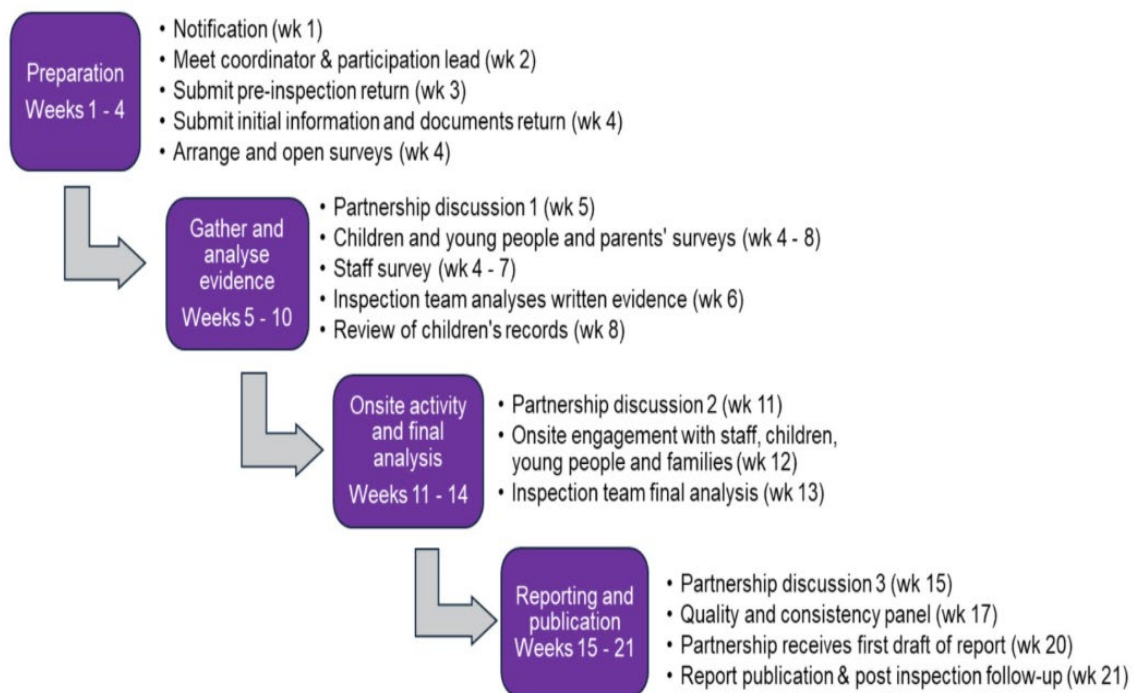 Preparation
Weeks 1 - 4
• Notification (wk 1)
• Meet coordinator & participation lead (wk 2)
• Submit pre-inspection return (wk 3)
• Submit initial information and documents return (wk 4)
• Arrange and open surveys (wk 4)
Gather and
analyse
evidence
Weeks 5 - 10
• Partnership discussion 1 (wk 5)
• Children and young people and parents' surveys (wk 4 - 8)
• Staff survey (wk 4 - 7)
• Inspection team analyses written evidence (wk 6)
• Review of children's records (wk 8)
Onsite activity
and final
analysis
Weeks 11 - 14
• Partnership discussion 2 (wk 11)
• Onsite engagement with staff, children,
young people and families (wk 12)
• Inspection team final analysis (wk 13)
Reporting and
publication
Weeks 15 - 21
• Partnership discussion 3 (wk 15)
• Quality and consistency panel (wk 17)
• Partnership receives first draft of report (wk 20)
• Report publication & post inspection follow-up (wk 21)